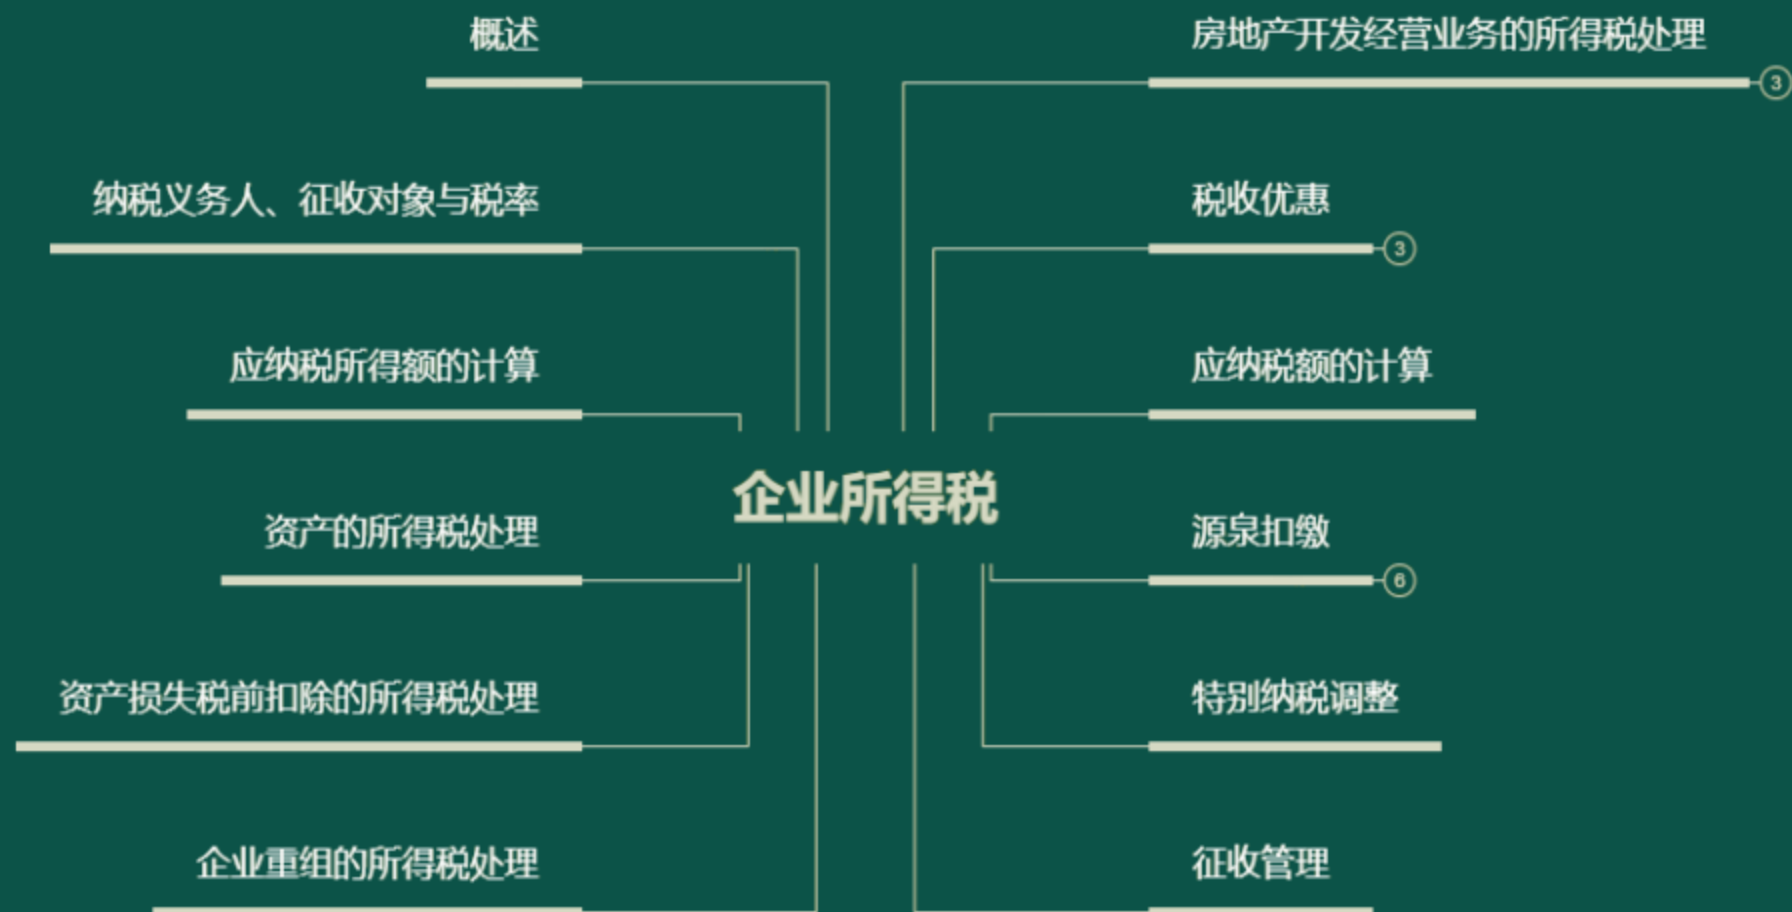 概述
纳税义务人、征收对象与税率
应纳税所得额的计算
资产的所得税处理
资产损失税前扣除的所得税处理
企业重组的所得税处理
企业所得税
房地产开发经营业务的所得税处理
3
税收优惠
3
应纳税额的计算
源泉扣缴
6
特别纳税调整
征收管理